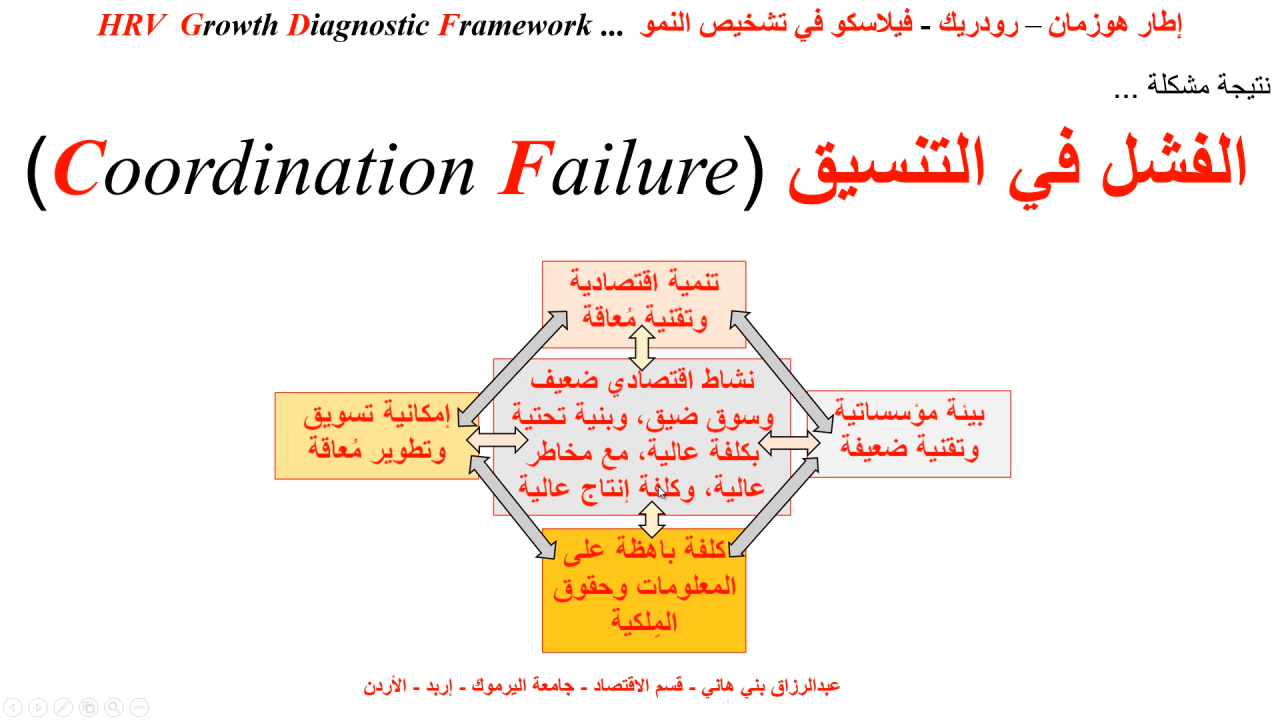 إطار هوزمان – رودريك - فيلاسكو في تشخيص النمو ... HRV Growth Diagnostic Framework
نتيجة مشكلة ...
الفشل في التنسيق (Coordination Failure)
تنمية اقتصادية
وتقنية مُعاقة
بيئة مؤسساتية
وتقنية ضعيفة
نشاط اقتصادي ضعيف
وسوق ضيق، وبنية تحتية
بكلفة عالية، مع مخاطر
عالية، وكلفة إنتاج عالية
إمكانية تسويق
وتطوير مُعاقة
كلفة باهظة على
المعلومات وحقوق
المِلكية
عبدالرزاق بني هاني - قسم الاقتصاد - جامعة اليرموك - إربد - الأردن